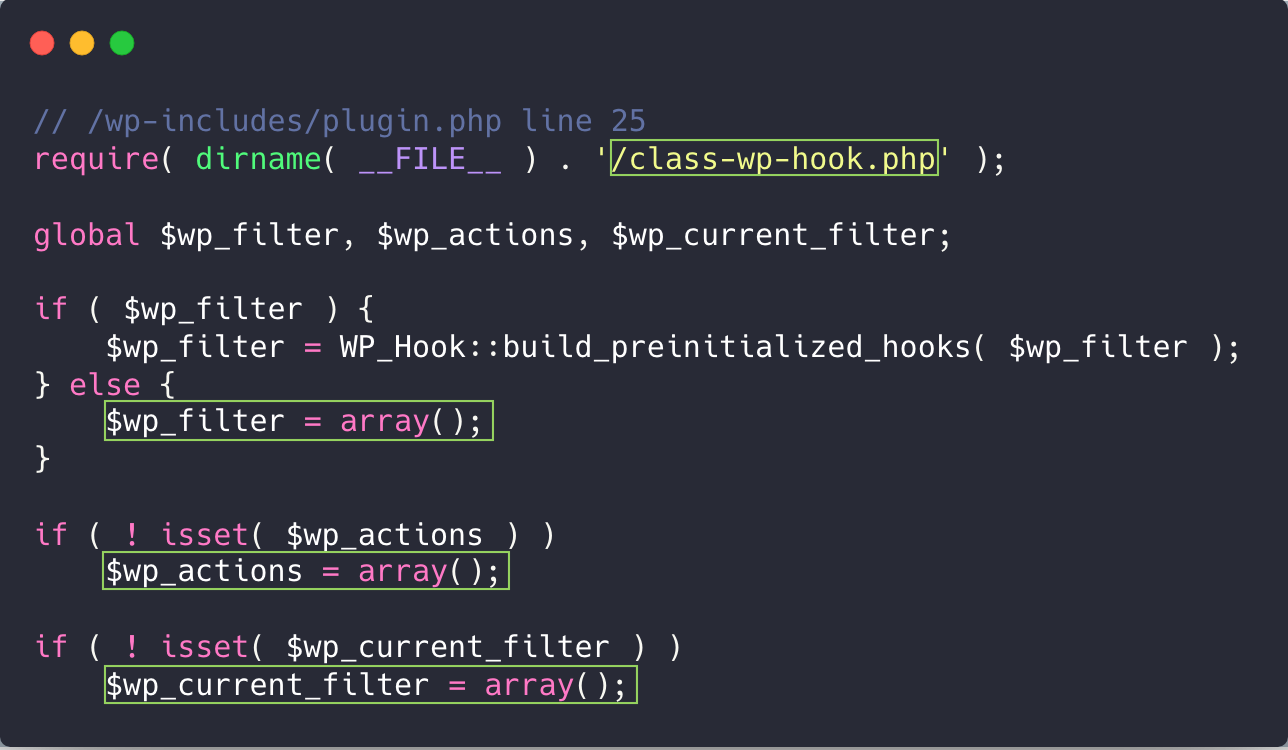 // /wp-includes/plugin.php line 25
require( dirname( __FILE__ ) . '/class-wp-hook.php' );
global $wp_filter, $wp_actions, $wp_current_filter;
if ( $wp_filter ) {
    $wp_filter = WP_Hook::build_preinitialized_hooks( $wp_filter );
} else {
    $wp_filter = array();
}
if ( ! isset( $wp_actions ) )
    $wp_actions = array();
if ( ! isset( $wp_current_filter ) )
    $wp_current_filter = array();